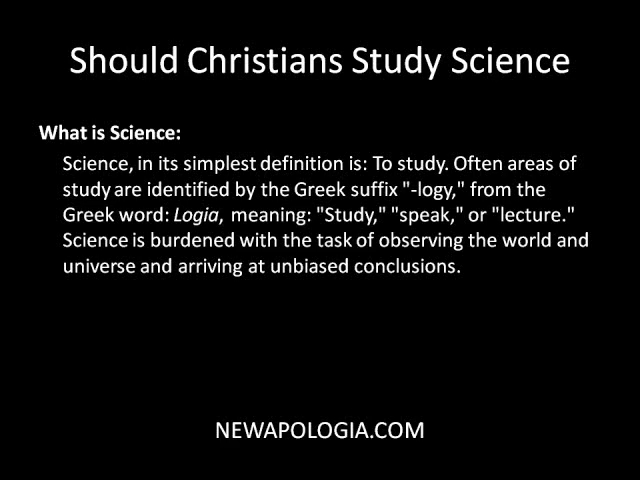 Should Christians Study Science
What is Science:
Science, in its simplest definition is: To study. Often areas of
study are identified by the Greek suffix "-logy," from the
Greek word: Logia, meaning: "Study," "speak," or "lecture."
Science is burdened with the task of observing the world and
universe and arriving at unbiased conclusions.
NEWAPOLOGIA.COM